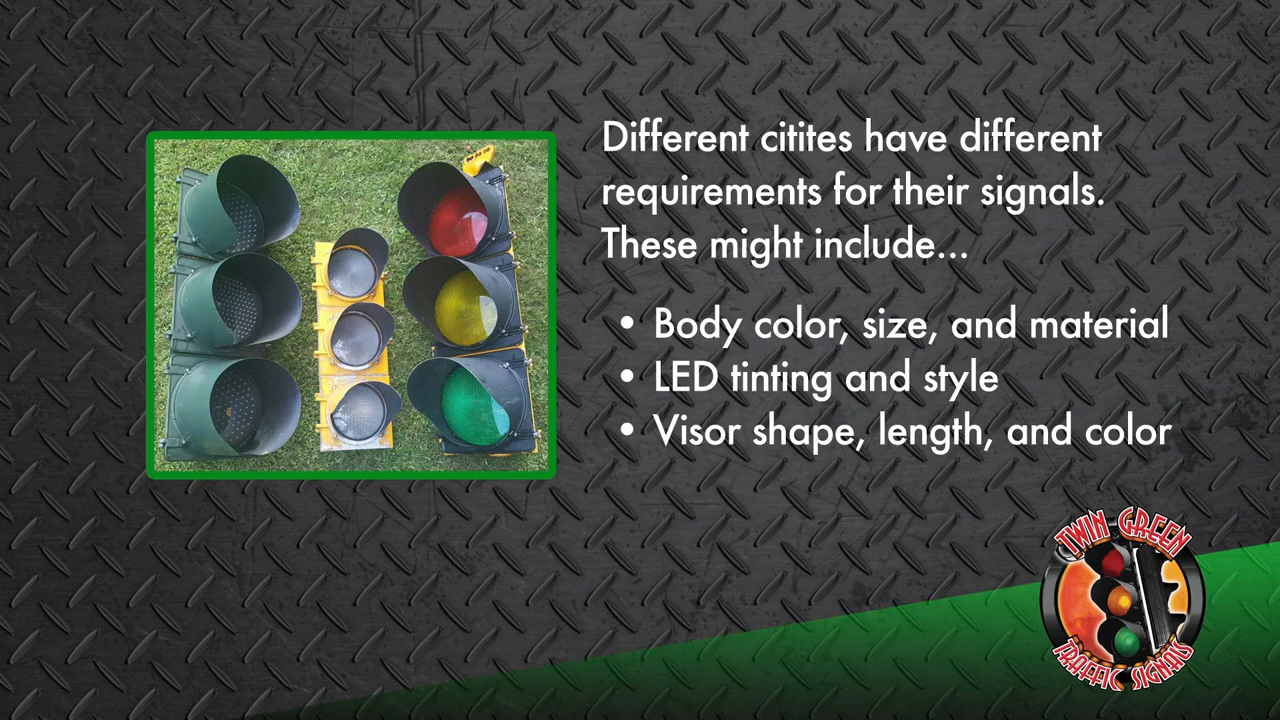 Different citites have different
requirements for their signals.
These might include...
• Body color, size, and material
• LED tinting and style
• Visor shape, length, and color
TWIN GREEN
TRAFFIC SIGNALS